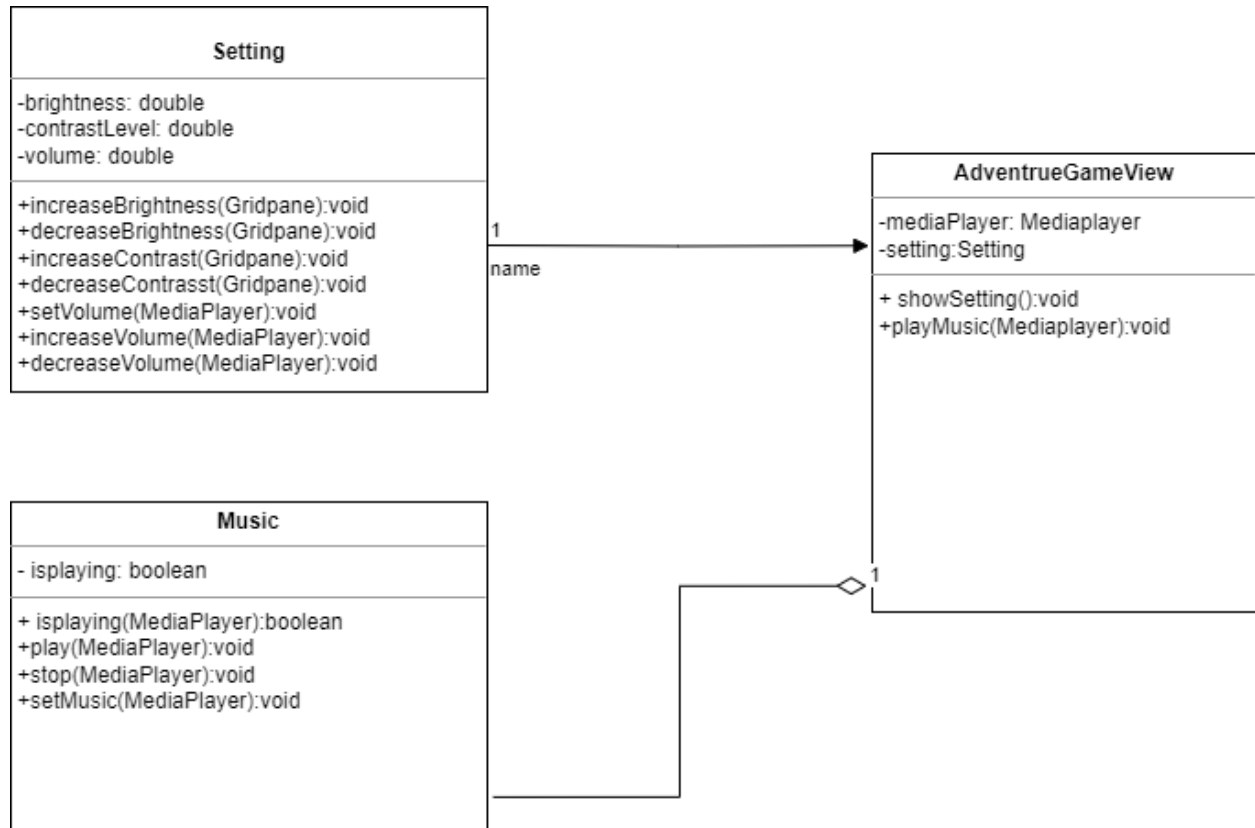 Setting
-brightness: double
-contrastLevel: double
-volume: double
+increaseBrightness(Gridpane):void
+decreaseBrightness(Gridpane):void
+increaseContrast(Gridpane):void
+decreaseContrasst(Gridpane):void
+setVolume(MediaPlayer):void
+increaseVolume(MediaPlayer):void
+decreaseVolume(MediaPlayer):void
1
name
AdventrueGameView
-mediaPlayer: Mediaplayer
-setting:Setting
+ showSetting():void
+playMusic(Mediaplayer):void
1
Music
- isplaying: boolean
+ isplaying(MediaPlayer):boolean
+play(MediaPlayer):void
+stop(MediaPlayer):void
+setMusic(MediaPlayer):void